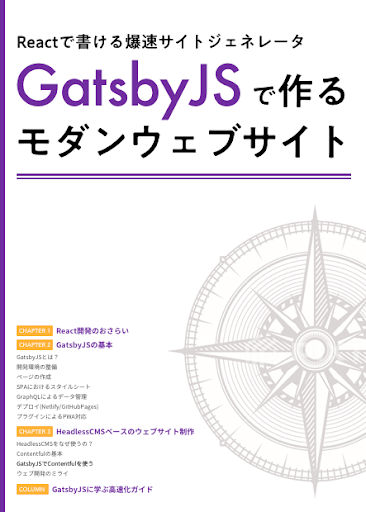 Reactで書ける爆速サイトジェネレータ
GatsbyJSで作る
モダンウェブサイト
CHAPTER 1 React開発のおさらい
CHAPTER 2 GatsbyJSの基本
GatsbyJSとは？
開発環境の整備
ページの作成
SPAにおけるスタイルシート
GraphQLによるデータ管理
デプロイ(Netlify/GitHubPages)
プラグインによるPWA対応
CHAPTER 3 HeadlessCMSベースのウェブサイト制作
HeadlessCMSをなぜ使うの？
Contentfulの基本
GatsbyJSでContentfulを使う
ウェブ開発のミライ
COLUMN GatsbyJSに学ぶ高速化ガイド